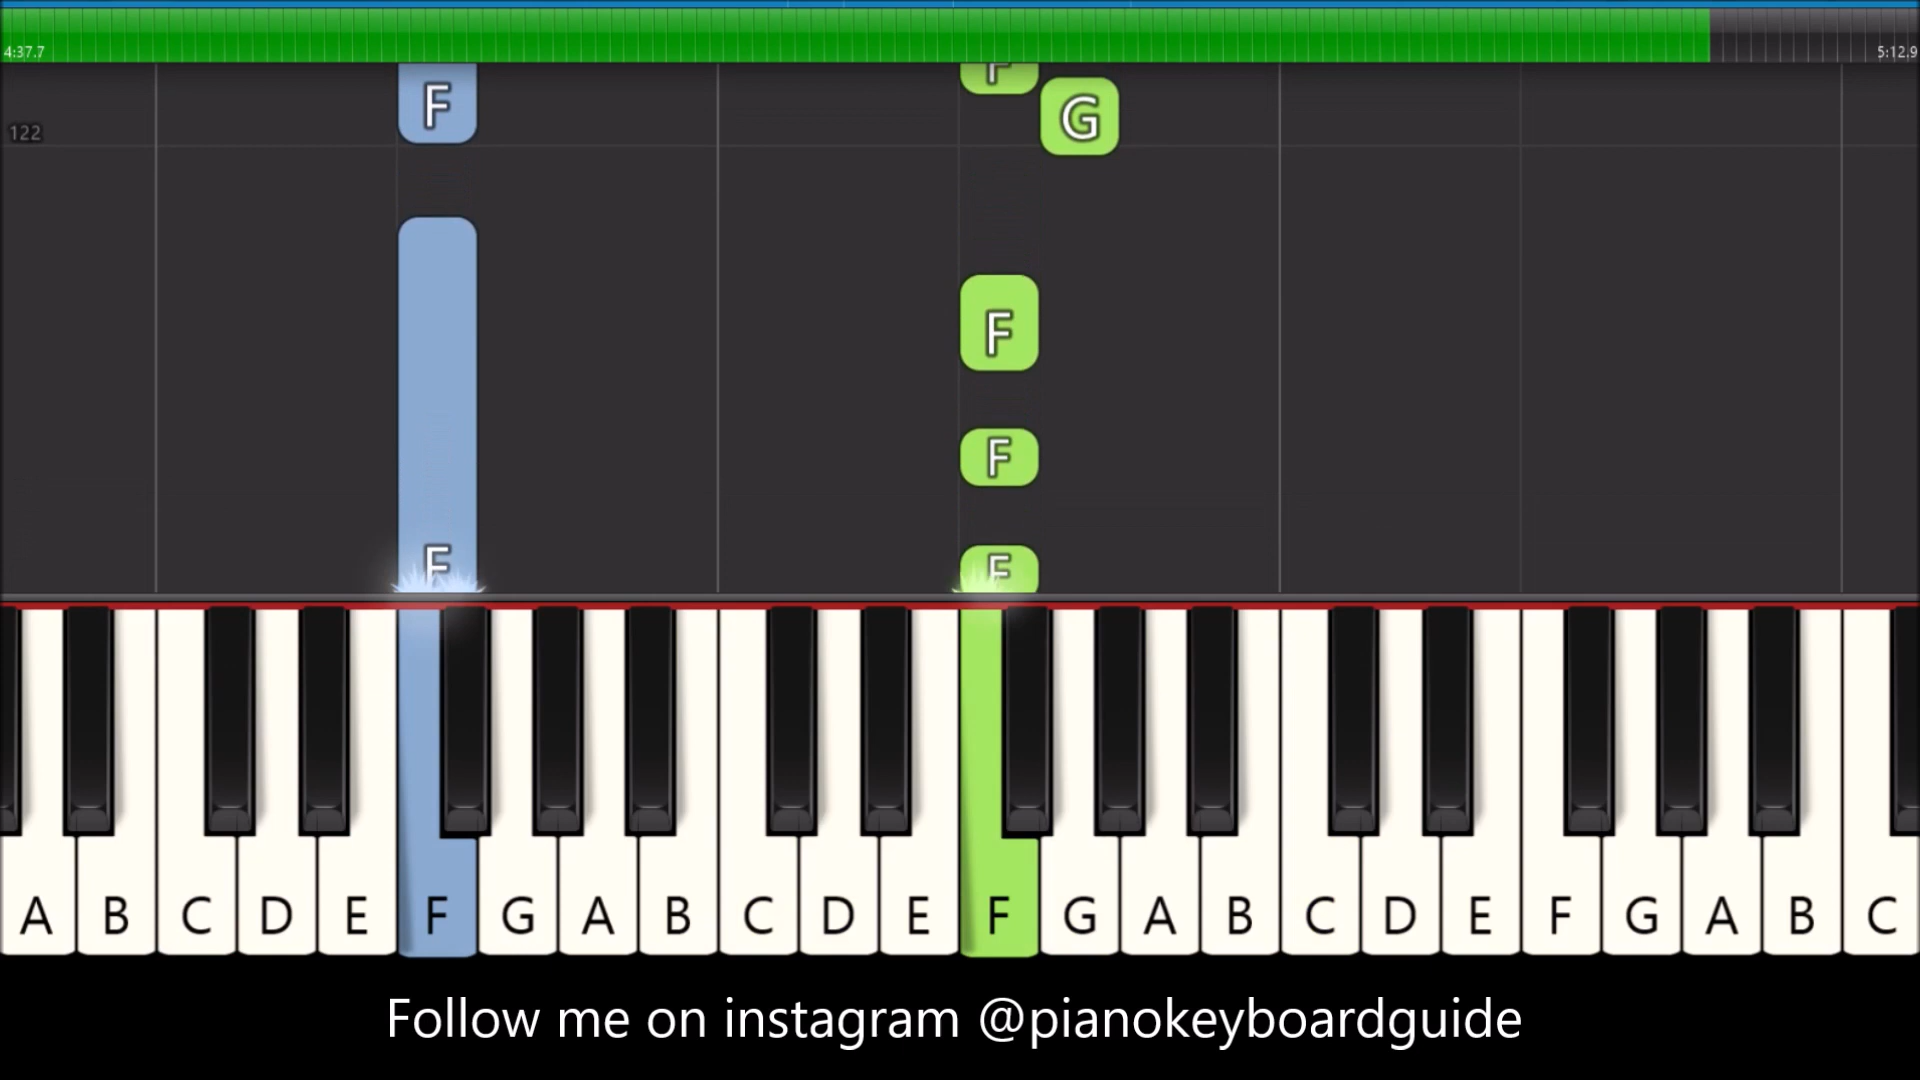 4:37.7
5:12.9
F
F
G
122
F
F
F
F
A B C D E F G A B C D E F G A B C D E F G A B C
Follow me on instagram @pianokeyboardguide